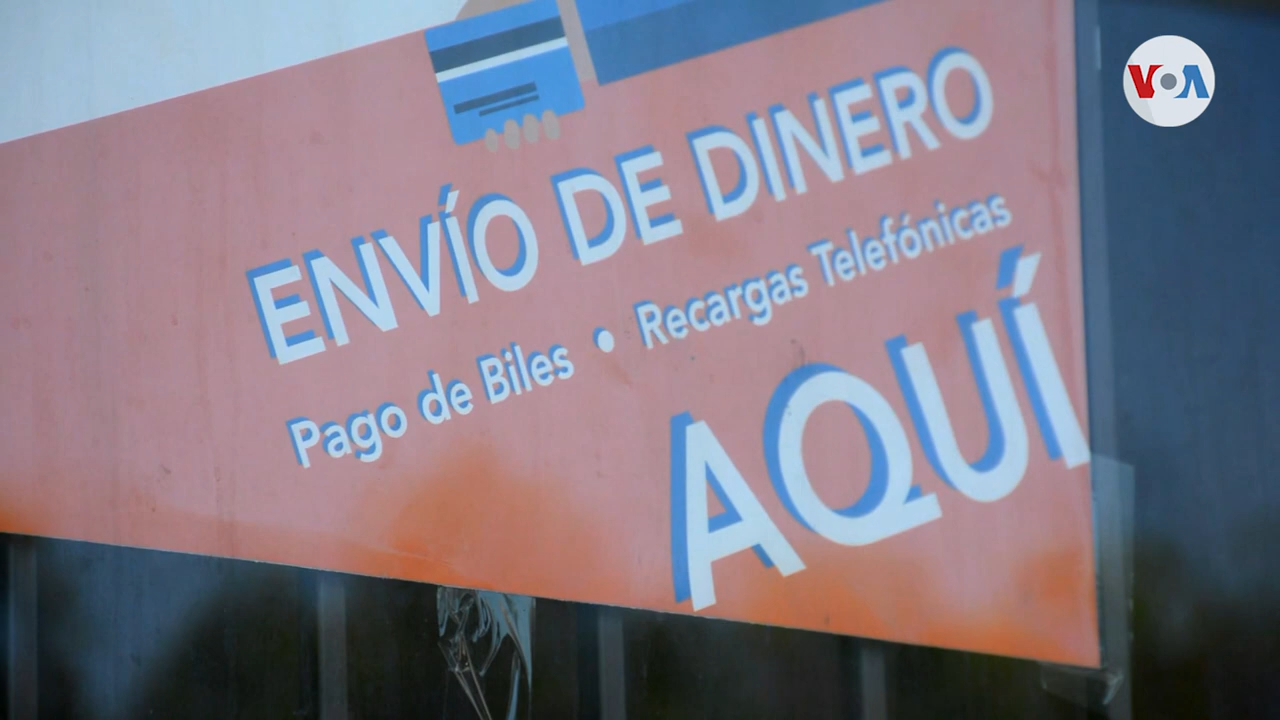 VOA
ENVÍO DE DINERO
Pago de Biles • Recargas Telefónicas
AQUÍ